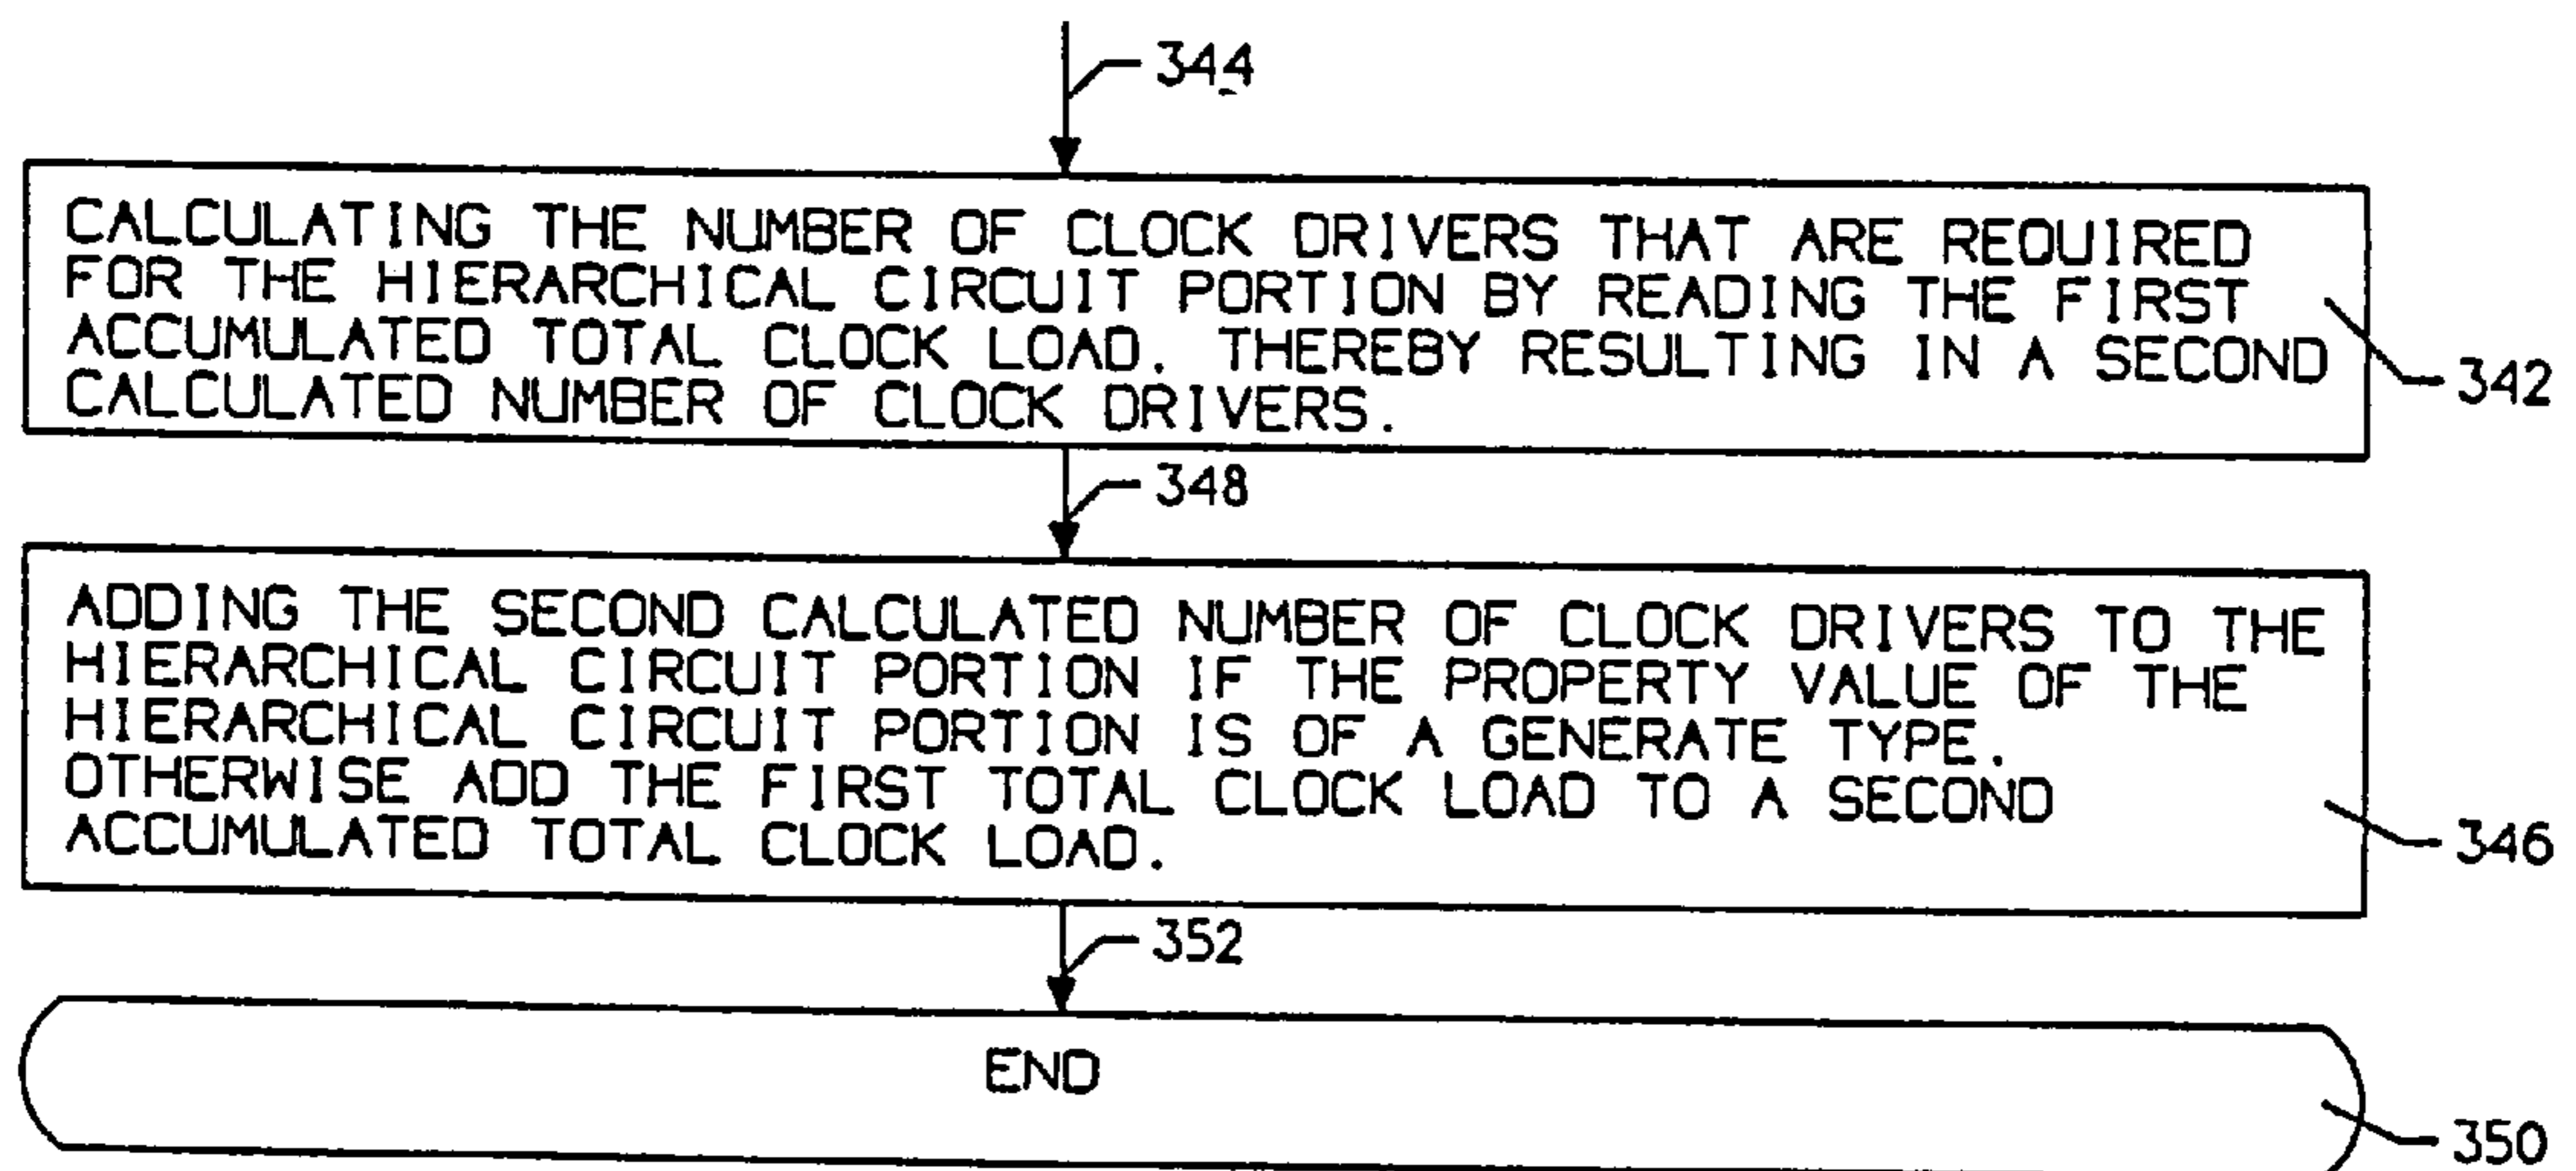 344
CALCULATING THE NUMBER OF CLOCK DRIVERS THAT ARE REQUIRED
FOR THE HIERARCHICAL CIRCUIT PORTION BY READING THE FIRST
ACCUMULATED TOTAL CLOCK LOAD. THEREBY RESULTING IN A SECOND
CALCULATED NUMBER OF CLOCK DRIVERS.
342
348
ADDING THE SECOND CALCULATED NUMBER OF CLOCK DRIVERS TO THE
HIERARCHICAL CIRCUIT PORTION IF THE PROPERTY VALUE OF THE
HIERARCHICAL CIRCUIT PORTION IS OF A GENERATE TYPE.
OTHERWISE ADD THE FIRST TOTAL CLOCK LOAD TO A SECOND
ACCUMULATED TOTAL CLOCK LOAD.
346
352
END
350